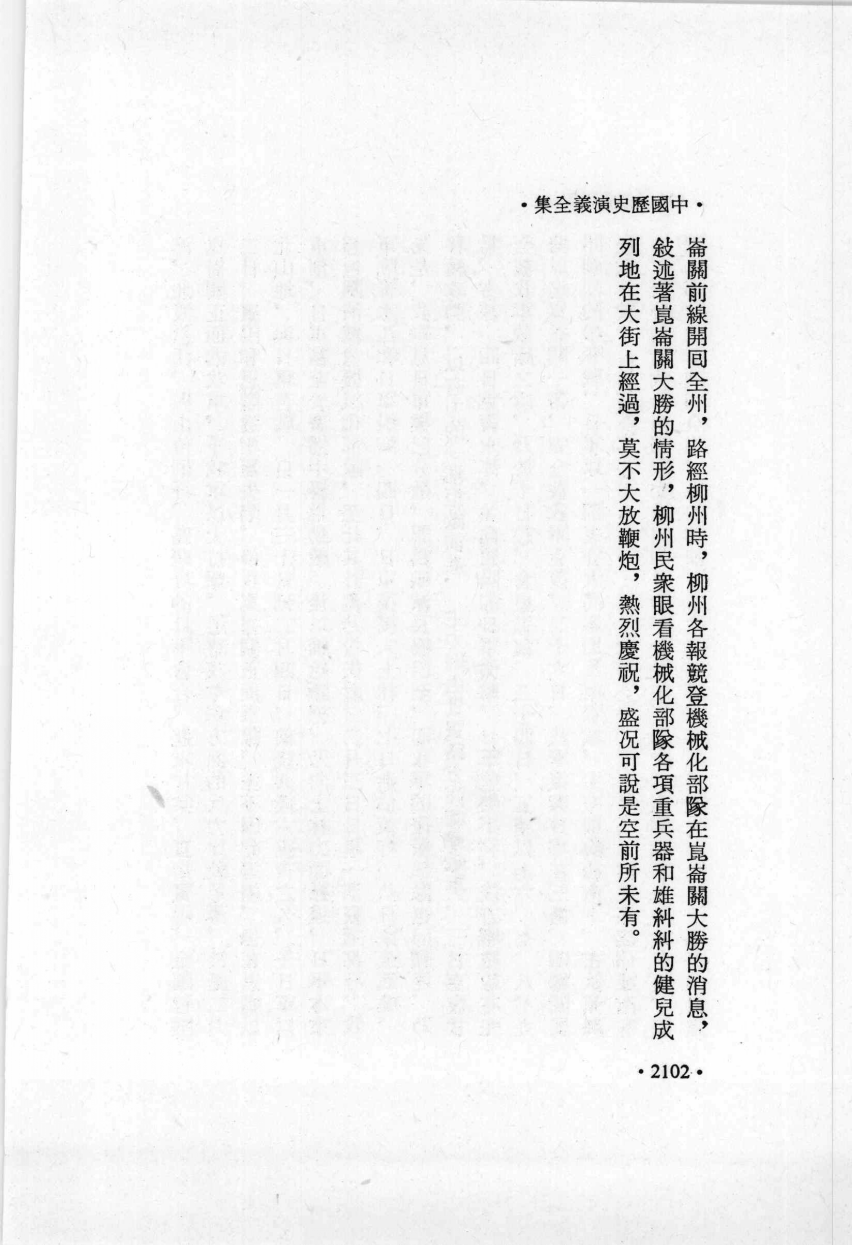 ·中國歷史演義全集·
崙關前線開囘全州，路經柳州時，柳州各報競登機械化部隊在崑崙關大勝的消息，
敍述著崑崙關大勝的情形，柳州民衆眼看機械化部隊各項重兵器和雄糾糾的健兒成
列地在大街上經過，莫不大放鞭炮，熱烈慶祝，盛况可說是空前所未有。
·2102·